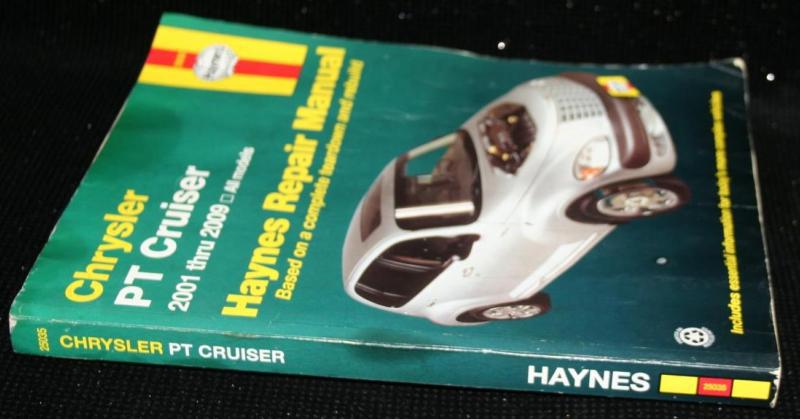 Haynes
Chrysler
PT Cruiser
2001 thru 2009 □ All models
Haynes Repair Manual
Based on a complete teardown and rebuild
Includes essential information for today's more complex vehicles
25035
CHRYSLER PT CRUISER
HAYNES
25035